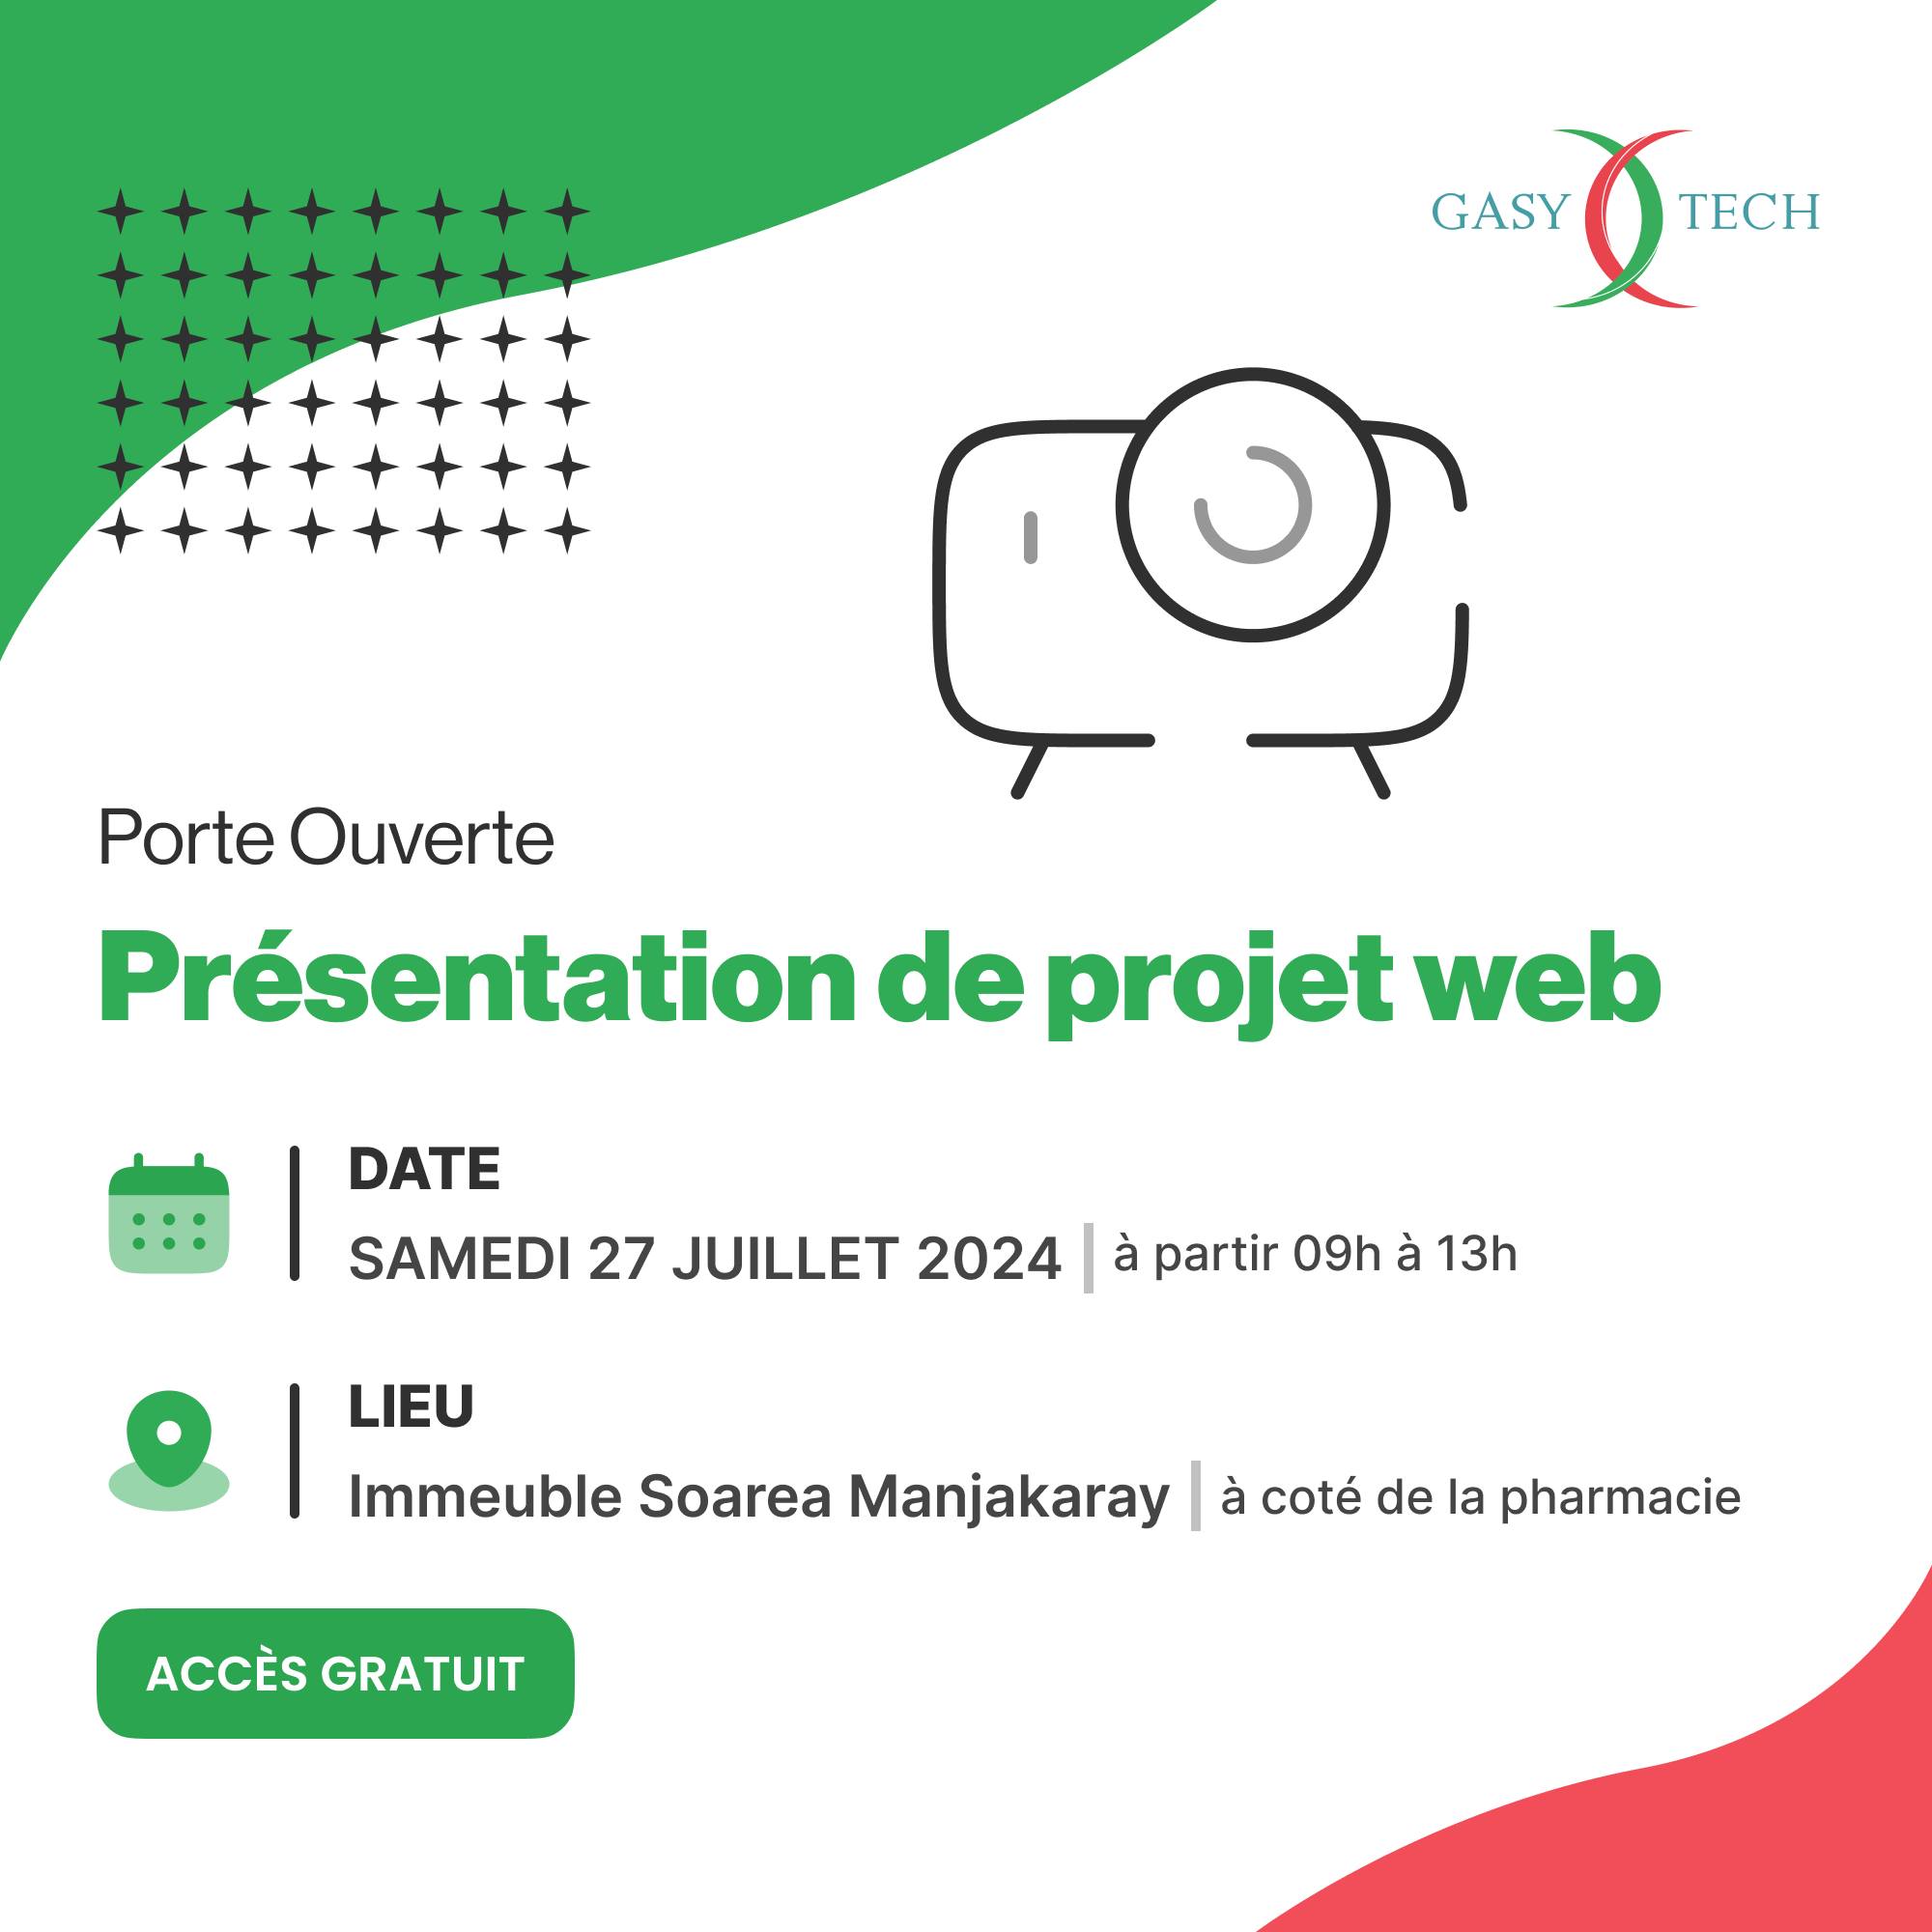 GASY TECH
Porte Ouverte
Présentation de projet web
DATE
SAMEDI 27 JUILLET 2024 | à partir 09h à 13h
LIEU
Immeuble Soarea Manjakaray | à coté de la pharmacie
ACCÈS GRATUIT